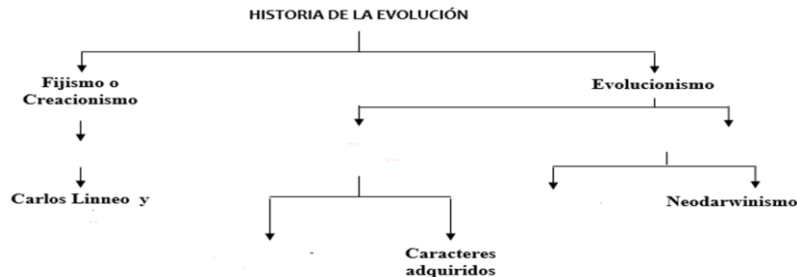 HISTORIA DE LA EVOLUCIÓN
Fijismo o
Creacionismo
Evolucionismo
Carlos Linneo y
Neodarwinismo
Caracteres
adquiridos